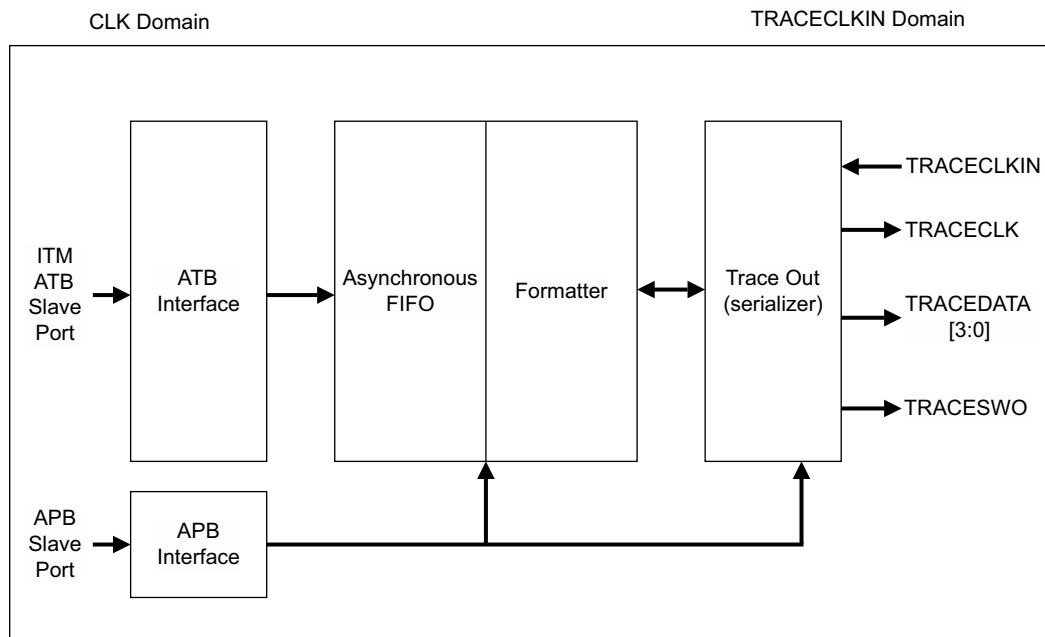 CLK Domain
TRACECLKIN Domain
ITM
ATB
Slave
Port
ATB
Interface
Asynchronous
FIFO
Formatter
Trace Out
(serializer)
TRACECLKIN
TRACECLK
TRACEDATA
[3:0]
TRACESWO
APB
Slave
Port
APB
Interface